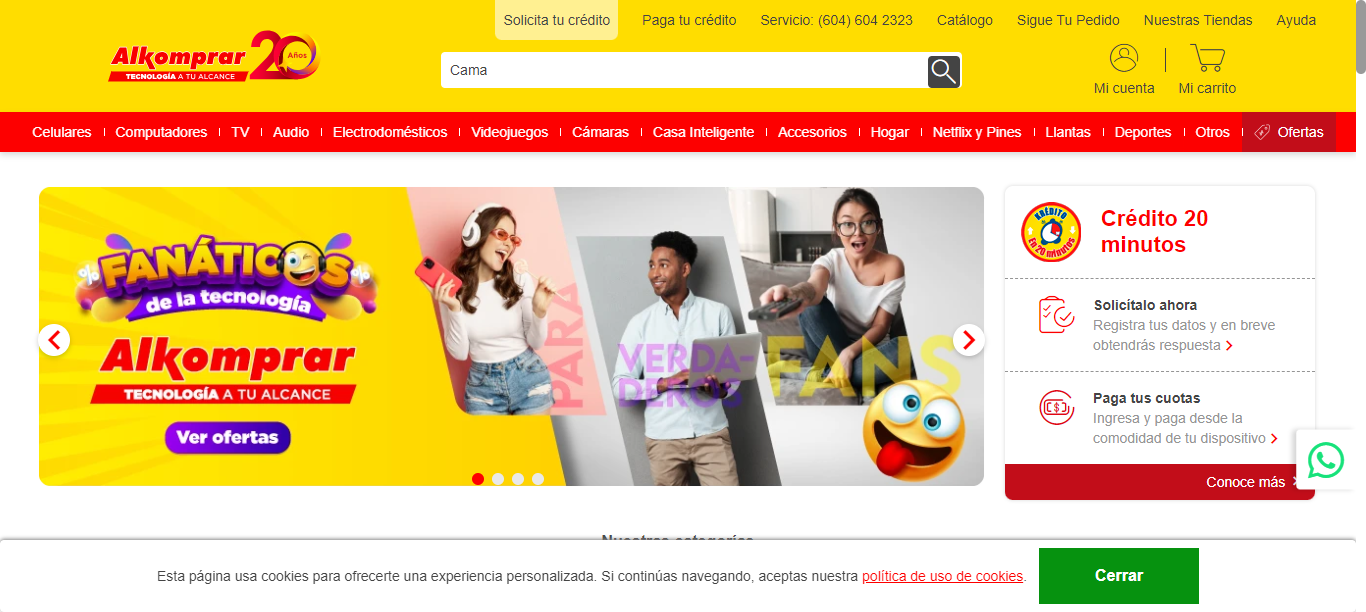 Solicita tu crédito
Paga tu crédito
Servicio: (604) 604 2323
Catálogo
Sigue Tu Pedido
Nuestras Tiendas
Ayuda
Alkomprar 20 Años
TECNOLOGÍA A TU ALCANCE
Cama
Mi cuenta
Mi carrito
Celulares
Computadores
TV
Audio
Electrodomésticos
Videojuegos
Cámaras
Casa Inteligente
Accesorios
Hogar
Netflix y Pines
Llantas
Deportes
Otros
Ofertas
% FANÁTICOS %
de la tecnología
Alkomprar
TECNOLOGÍA A TU ALCANCE
Ver ofertas
PARA
VERDA-
DEROS
FANS
KRÉDITO
En 20 minutos
Crédito 20
minutos
Solicítalo ahora
Registra tus datos y en breve
obtendrás respuesta
Paga tus cuotas
Ingresa y paga desde la
comodidad de tu dispositivo
Conoce más
Nuestras categorías
Esta página usa cookies para ofrecerte una experiencia personalizada. Si continúas navegando, aceptas nuestra política de uso de cookies.
Cerrar